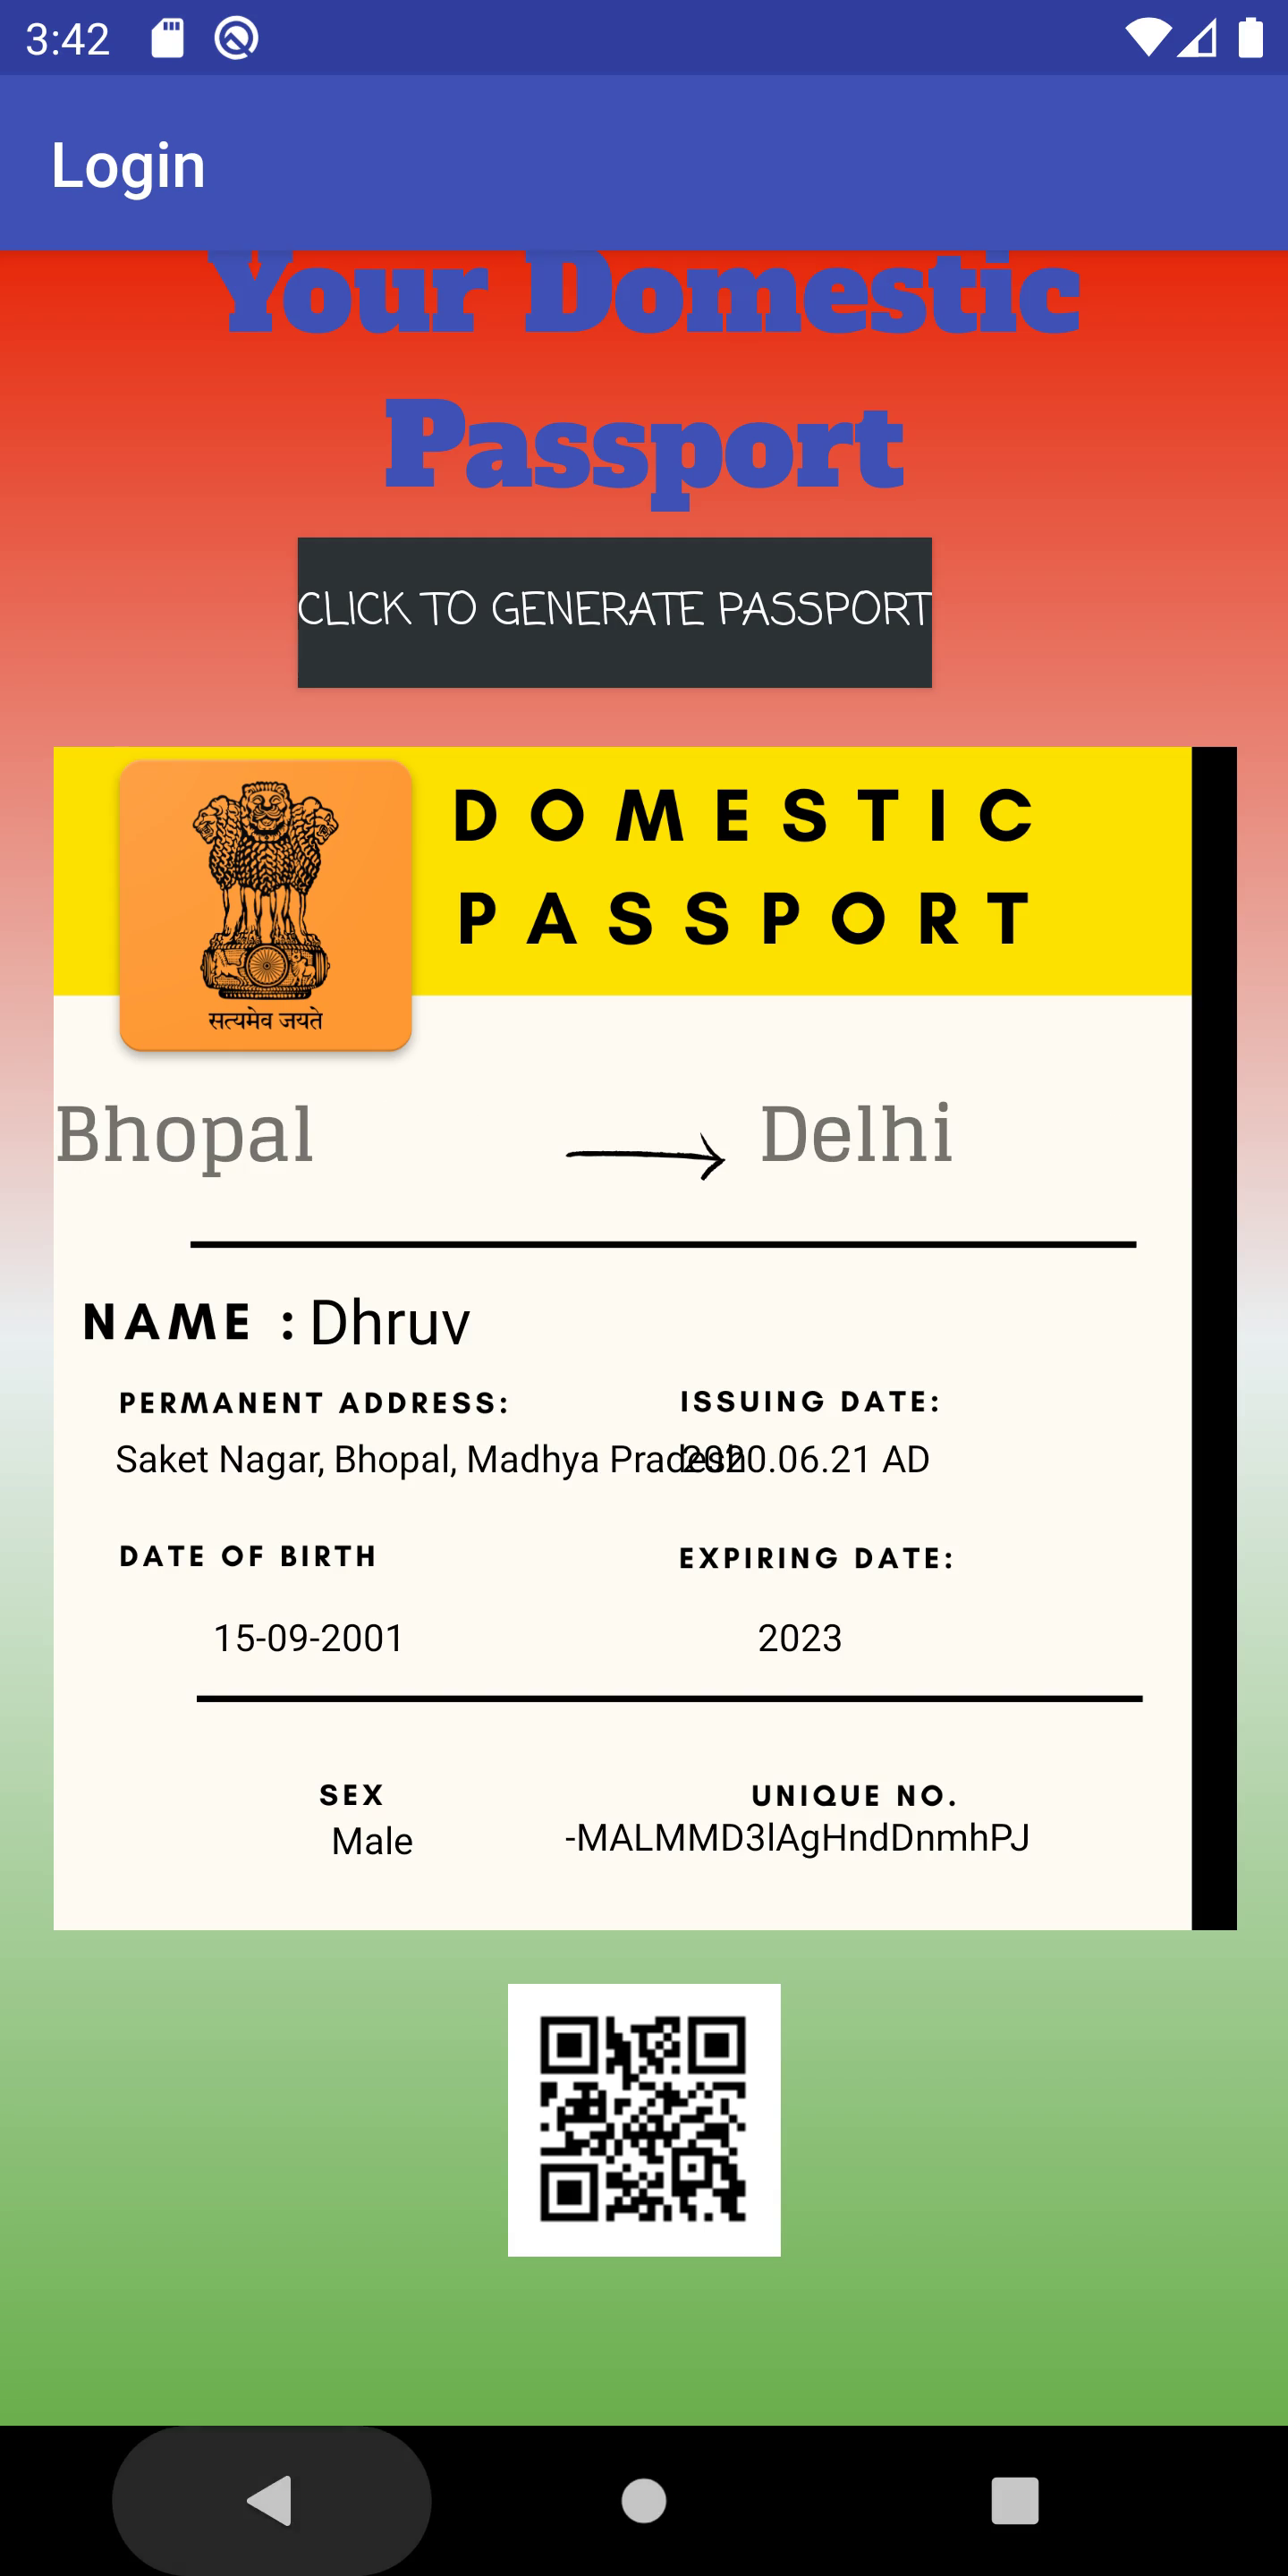 3:42
Login
Your Domestic
Passport
CLICK TO GENERATE PASSPORT
DOMESTIC
PASSPORT
सत्यमेव जयते
Bhopal
Delhi
NAME : Dhruv
PERMANENT ADDRESS:
ISSUING DATE:
Saket Nagar, Bhopal, Madhya Pradesh
2020.06.21 AD
DATE OF BIRTH
EXPIRING DATE:
15-09-2001
2023
SEX
UNIQUE NO.
Male
-MALMMD3lAgHndDnmhPJ